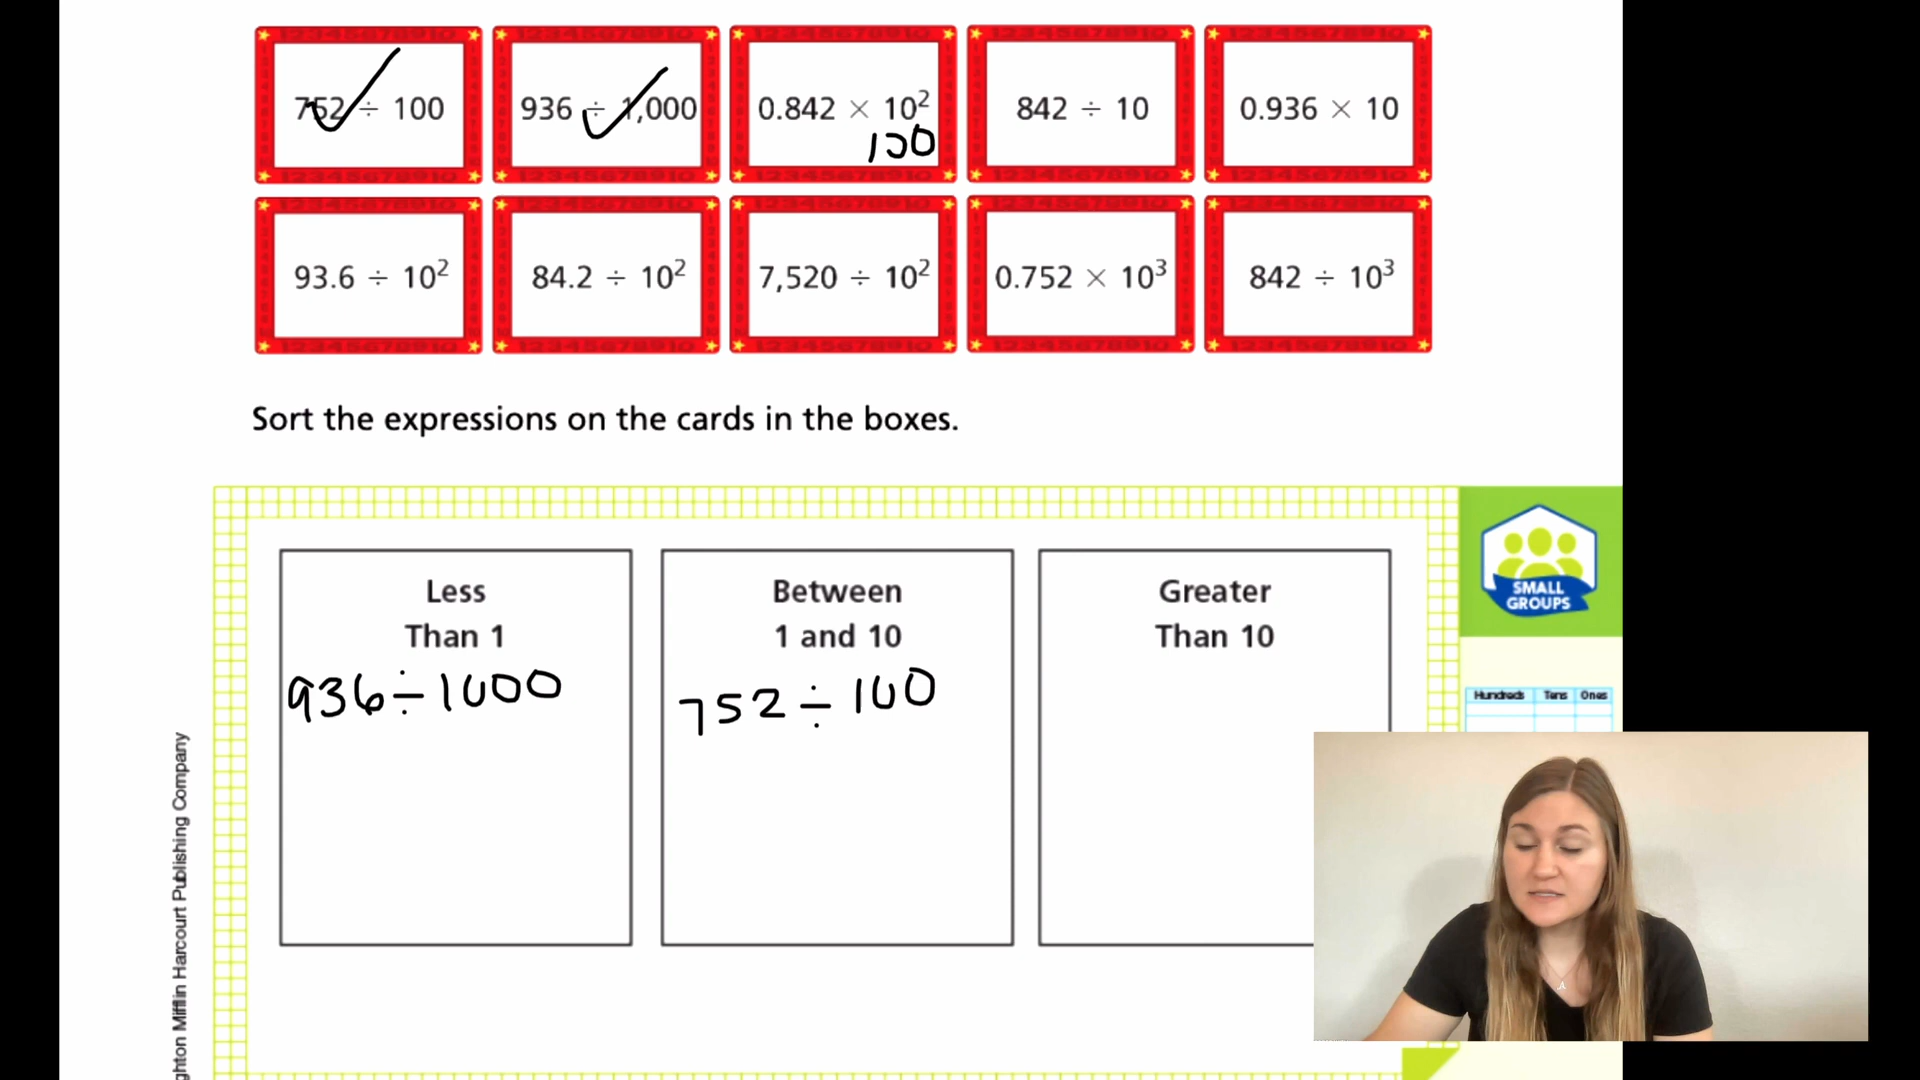 752 ÷ 100
936 ÷ 1,000
0.842 × 10²
100
842 ÷ 10
0.936 × 10
93.6 ÷ 10²
84.2 ÷ 10²
7,520 ÷ 10²
0.752 × 10³
842 ÷ 10³
Sort the expressions on the cards in the boxes.
Less
Than 1
936÷1000
Between
1 and 10
752÷100
Greater
Than 10
SMALL
GROUPS
Hundreds Tens Ones
Mifflin Harcourt Publishing Company